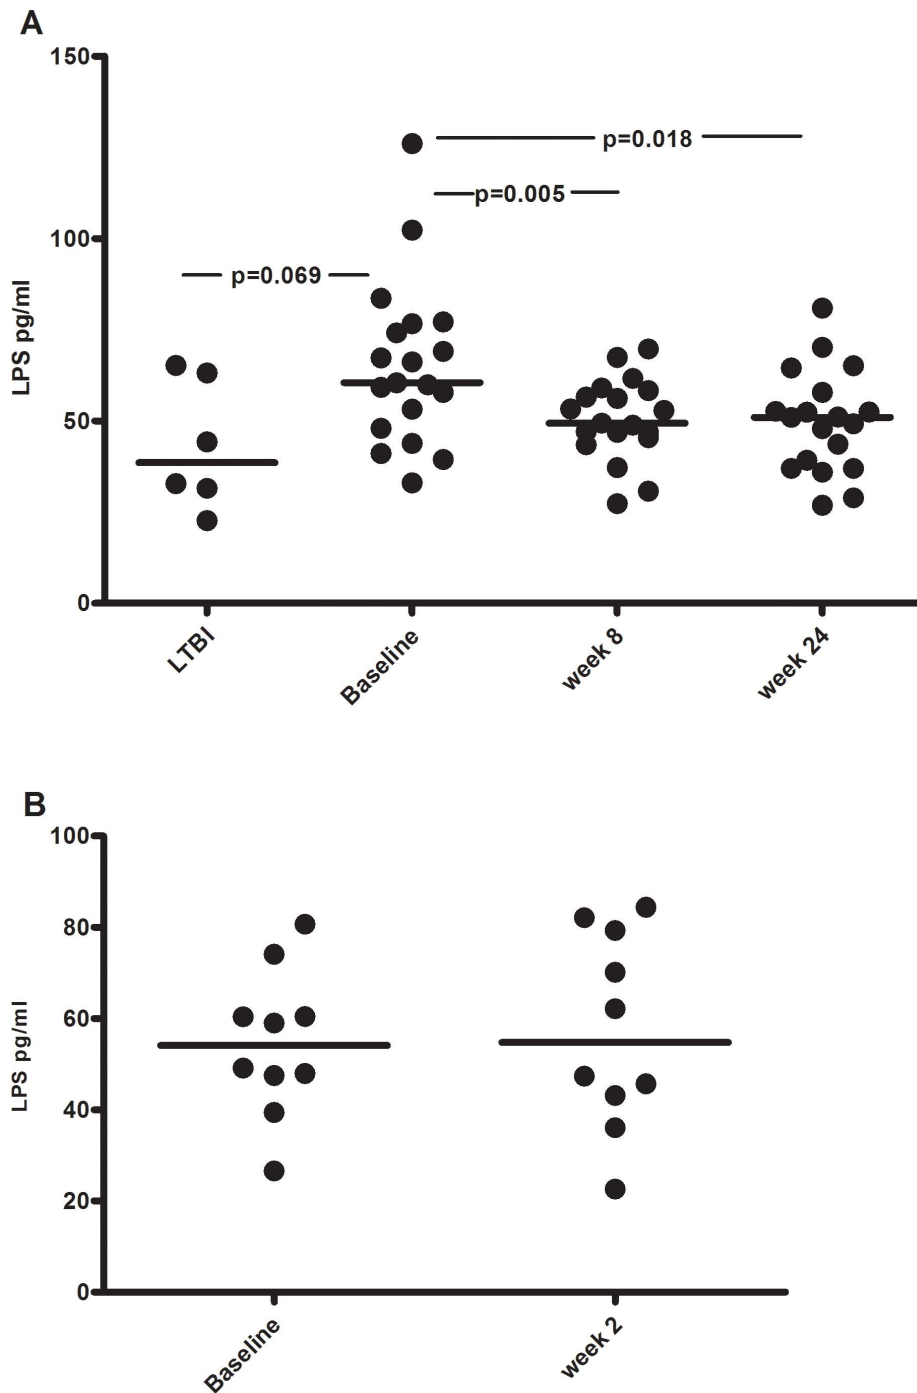 A
150
p=0.018
p=0.005
100
p=0.069
LPS pg/ml
50
0
LTBI
Baseline
week 8
week 24
B
100
80
60
LPS pg/ml
40
20
0
Baseline
week 2